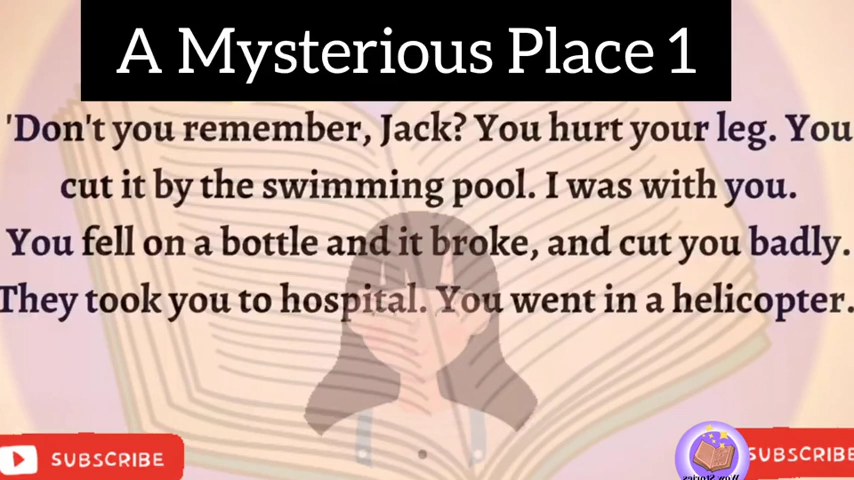 A Mysterious Place 1
'Don't you remember, Jack? You hurt your leg. You
cut it by the swimming pool. I was with you.
You fell on a bottle and it broke, and cut you badly.
They took you to hospital. You went in a helicopter.
SUBSCRIBE
SUBSCRIBE